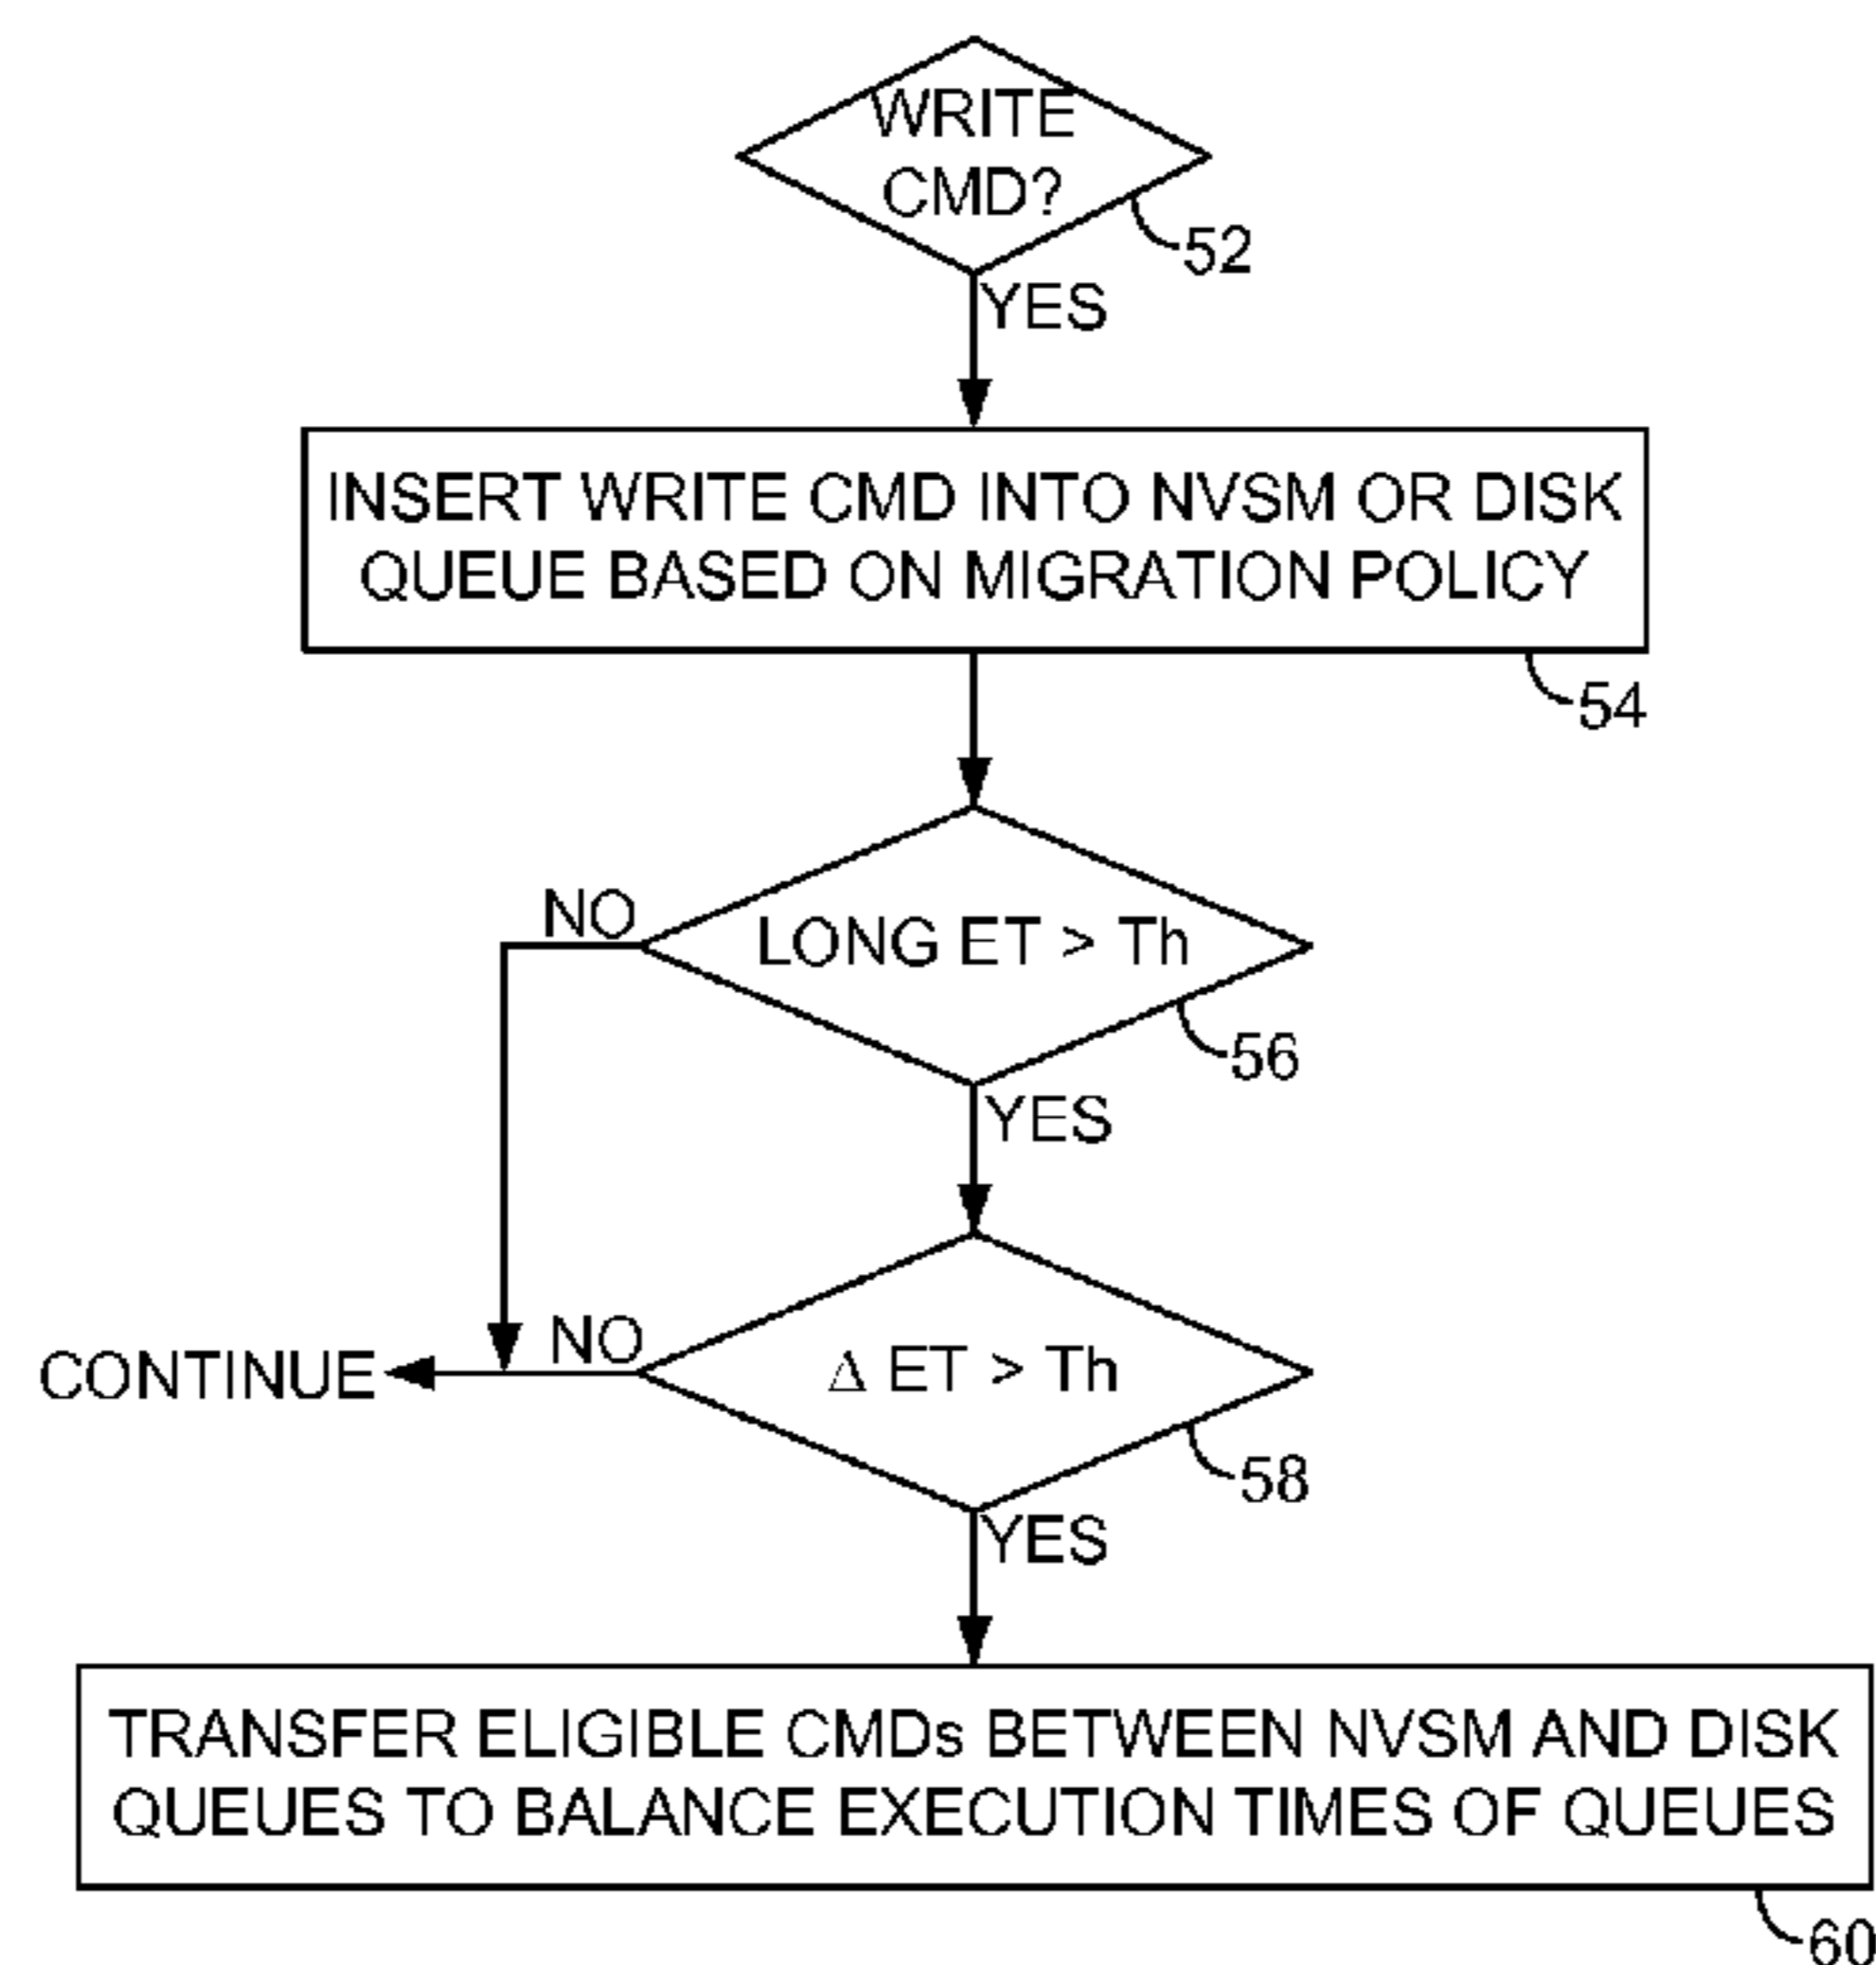 WRITE
CMD?
52
YES
INSERT WRITE CMD INTO NVSM OR DISK
QUEUE BASED ON MIGRATION POLICY
54
NO
LONG ET > Th
56
YES
NO
CONTINUE
Δ ET > Th
58
YES
TRANSFER ELIGIBLE CMDs BETWEEN NVSM AND DISK
QUEUES TO BALANCE EXECUTION TIMES OF QUEUES
60